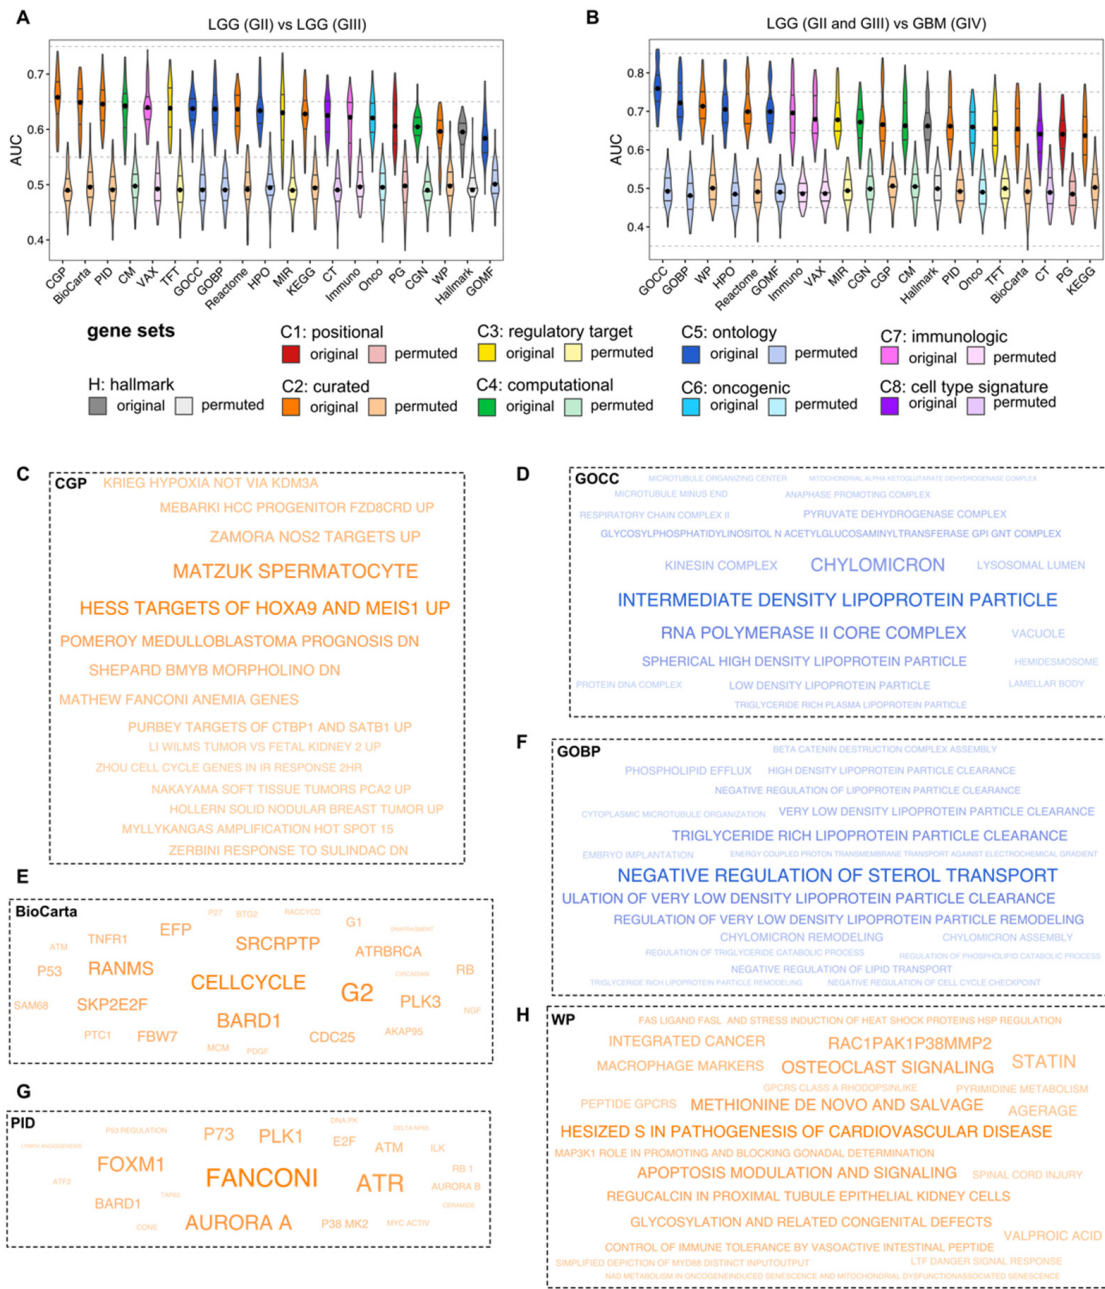 A
LGG (GII) vs LGG (GIII)
AUC
0.7
0.6
0.5
0.4
CGP
BioCarta
PID
CM
VAX
TFT
GOCC
GOBP
Reactome
HPO
MIR
KEGG
CT
Immuno
Onco
PG
CGN
WP
Hallmark
GOMF
B
LGG (GII and GIII) vs GBM (GIV)
AUC
0.8
0.7
0.6
0.5
0.4
GOCC
GOBP
WP
HPO
Reactome
GOMF
Immuno
VAX
MIR
CGN
CGP
CM
Hallmark
PID
Onco
TFT
BioCarta
CT
PG
KEGG
gene sets
H: hallmark
original permuted
C1: positional
original permuted
C2: curated
original permuted
C3: regulatory target
original permuted
C4: computational
original permuted
C5: ontology
original permuted
C6: oncogenic
original permuted
C7: immunologic
original permuted
C8: cell type signature
original permuted
C
CGP
KRIEG HYPOXIA NOT VIA KDM3A
MEBARKI HCC PROGENITOR FZD8CRD UP
ZAMORA NOS2 TARGETS UP
MATZUK SPERMATOCYTE
HESS TARGETS OF HOXA9 AND MEIS1 UP
POMEROY MEDULLOBLASTOMA PROGNOSIS DN
SHEPARD BMYB MORPHOLINO DN
MATHEW FANCONI ANEMIA GENES
PURBEY TARGETS OF CTBP1 AND SATB1 UP
LI WILMS TUMOR VS FETAL KIDNEY 2 UP
ZHOU CELL CYCLE GENES IN IR RESPONSE 2HR
NAKAYAMA SOFT TISSUE TUMORS PCA2 UP
HOLLERN SOLID NODULAR BREAST TUMOR UP
MYLLYKANGAS AMPLIFICATION HOT SPOT 15
ZERBINI RESPONSE TO SULINDAC DN
D
GOCC
MICROTUBULE ORGANIZING CENTER MITOCHONDRIAL ALPHA KETOGLUTARATE DEHYDROGENASE COMPLEX
MICROTUBULE MINUS END ANAPHASE PROMOTING COMPLEX
RESPIRATORY CHAIN COMPLEX II PYRUVATE DEHYDROGENASE COMPLEX
GLYCOSYLPHOSPHATIDYLINOSITOL N ACETYLGLUCOSAMINYLTRANSFERASE GPI GNT COMPLEX
KINESIN COMPLEX CHYLOMICRON LYSOSOMAL LUMEN
INTERMEDIATE DENSITY LIPOPROTEIN PARTICLE
RNA POLYMERASE II CORE COMPLEX VACUOLE
SPHERICAL HIGH DENSITY LIPOPROTEIN PARTICLE HEMIDESMOSOME
PROTEIN DNA COMPLEX LOW DENSITY LIPOPROTEIN PARTICLE LAMELLAR BODY
TRIGLYCERIDE RICH PLASMA LIPOPROTEIN PARTICLE
E
BioCarta
P27 BTG2 RACCYCD
EFP G1
TNFR1 SRCRPTP
ATM ATRBRCA
P53 RANMS RB
CELLCYCLE G2
SAM68 SKP2E2F PLK3 NGF
BARD1
PTC1 FBW7 CDC25 AKAP95
MCM PDGF
F
GOBP
BETA CATENIN DESTRUCTION COMPLEX ASSEMBLY
PHOSPHOLIPID EFFLUX HIGH DENSITY LIPOPROTEIN PARTICLE CLEARANCE
NEGATIVE REGULATION OF LIPOPROTEIN PARTICLE CLEARANCE
CYTOPLASMIC MICROTUBULE ORGANIZATION VERY LOW DENSITY LIPOPROTEIN PARTICLE CLEARANCE
TRIGLYCERIDE RICH LIPOPROTEIN PARTICLE CLEARANCE
EMBRYO IMPLANTATION ENERGY COUPLED PROTON TRANSMEMBRANE TRANSPORT AGAINST ELECTROCHEMICAL GRADIENT
NEGATIVE REGULATION OF STEROL TRANSPORT
ULATION OF VERY LOW DENSITY LIPOPROTEIN PARTICLE CLEARANCE
REGULATION OF VERY LOW DENSITY LIPOPROTEIN PARTICLE REMODELING
CHYLOMICRON REMODELING CHYLOMICRON ASSEMBLY
REGULATION OF TRIGLYCERIDE CATABOLIC PROCESS REGULATION OF PHOSPHOLIPID CATABOLIC PROCESS
NEGATIVE REGULATION OF LIPID TRANSPORT
TRIGLYCERIDE RICH LIPOPROTEIN PARTICLE REMODELING NEGATIVE REGULATION OF CELL CYCLE CHECKPOINT
G
PID
P53 REGULATION DNA PK
P73 PLK1 E2F
ATM ILK
FOXM1 RB 1
FANCONI ATR
ATF2 AURORA B
BARD1 TAP63 CERAMIDE
CONE AURORA A P38 MK2 MYC ACTIV
H
WP
FAS LIGAND FASL AND STRESS INDUCTION OF HEAT SHOCK PROTEINS HSP REGULATION
INTEGRATED CANCER RAC1PAK1P38MMP2
MACROPHAGE MARKERS OSTEOCLAST SIGNALING STATIN
GPCRS CLASS A RHODOPSINLIKE PYRIMIDINE METABOLISM
PEPTIDE GPCRS METHIONINE DE NOVO AND SALVAGE AGERAGE
HESIZED S IN PATHOGENESIS OF CARDIOVASCULAR DISEASE
MAP3K1 ROLE IN PROMOTING AND BLOCKING GONADAL DETERMINATION
APOPTOSIS MODULATION AND SIGNALING SPINAL CORD INJURY
REGUCALCIN IN PROXIMAL TUBULE EPITHELIAL KIDNEY CELLS
GLYCOSYLATION AND RELATED CONGENITAL DEFECTS
VALPROIC ACID
CONTROL OF IMMUNE TOLERANCE BY VASOACTIVE INTESTINAL PEPTIDE
SIMPLIFIED DEPICTION OF MYD88 DISTINCT INPUTOUTPUT LTF DANGER SIGNAL RESPONSE
NAD METABOLISM IN ONCOGENEINDUCED SENESCENCE AND MITOCHONDRIAL DYSFUNCTIONASSOCIATED SENESCENCE